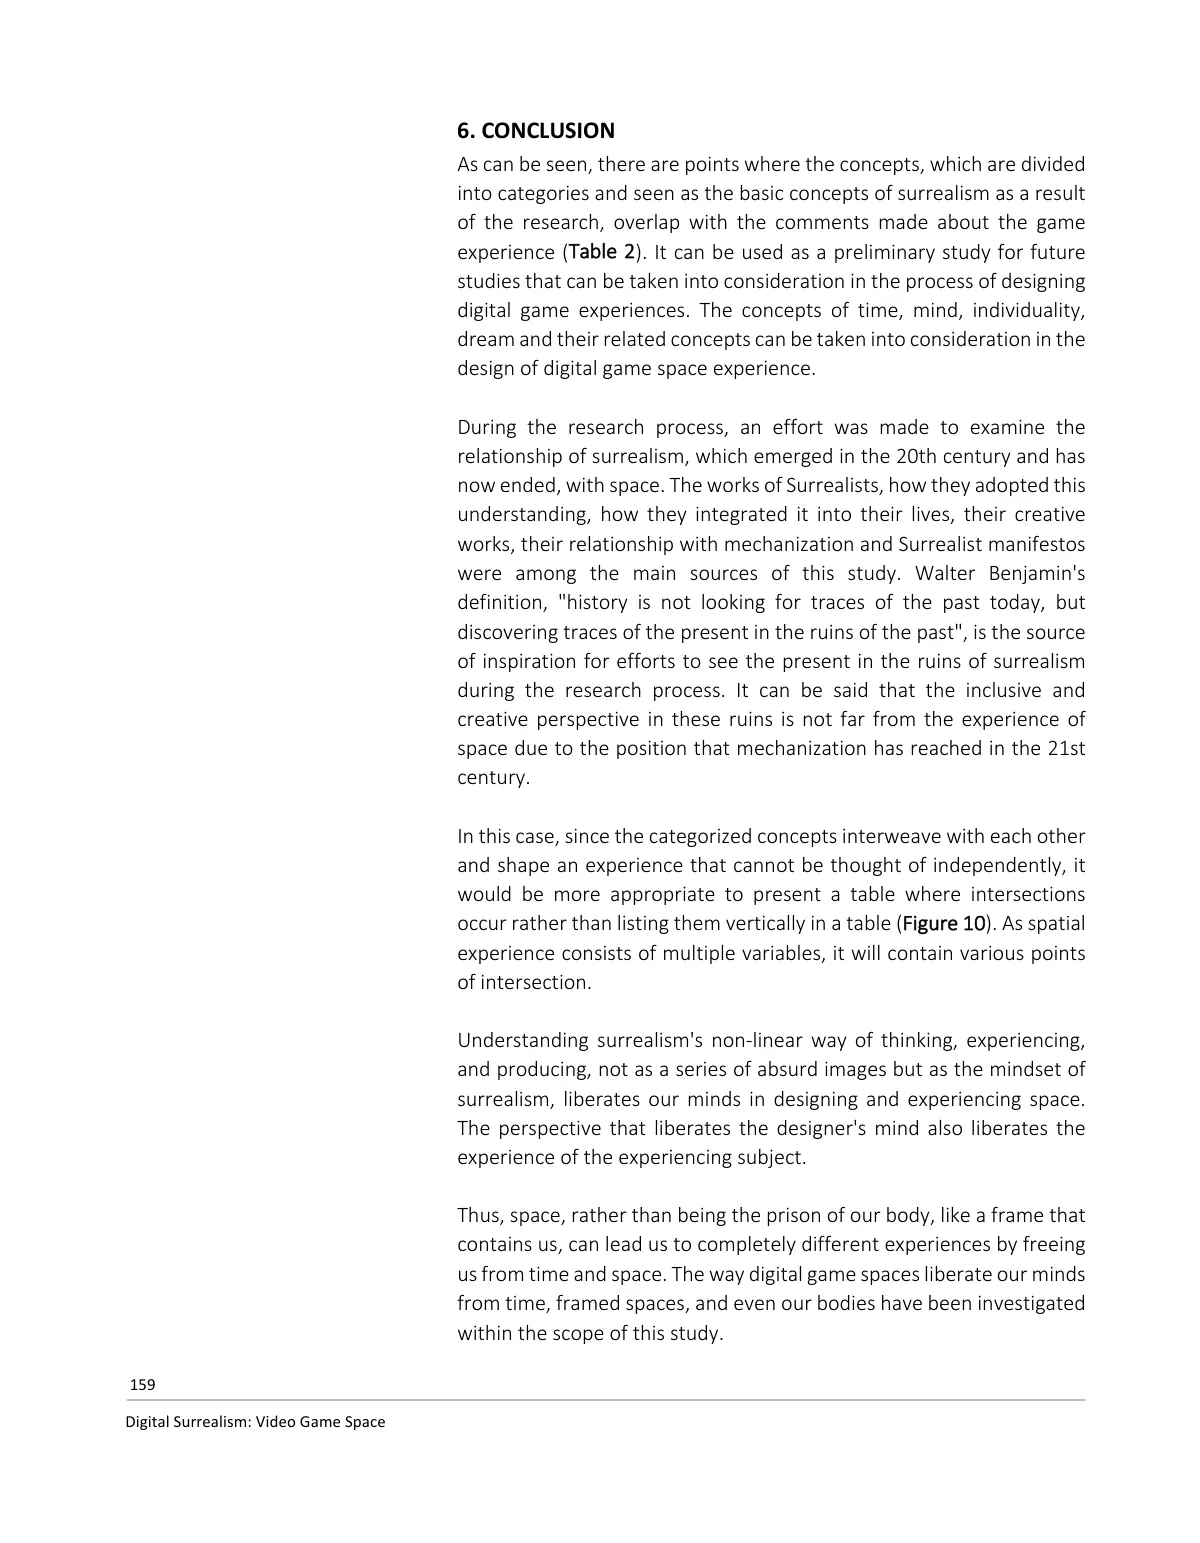 6. CONCLUSION
As can be seen, there are points where the concepts, which are divided
into categories and seen as the basic concepts of surrealism as a result
of the research, overlap with the comments made about the game
experience (Table 2). It can be used as a preliminary study for future
studies that can be taken into consideration in the process of designing
digital game experiences. The concepts of time, mind, individuality,
dream and their related concepts can be taken into consideration in the
design of digital game space experience.
During the research process, an effort was made to examine the
relationship of surrealism, which emerged in the 20th century and has
now ended, with space. The works of Surrealists, how they adopted this
understanding, how they integrated it into their lives, their creative
works, their relationship with mechanization and Surrealist manifestos
were among the main sources of this study. Walter Benjamin's
definition, "history is not looking for traces of the past today, but
discovering traces of the present in the ruins of the past", is the source
of inspiration for efforts to see the present in the ruins of surrealism
during the research process. It can be said that the inclusive and
creative perspective in these ruins is not far from the experience of
space due to the position that mechanization has reached in the 21st
century.
In this case, since the categorized concepts interweave with each other
and shape an experience that cannot be thought of independently, it
would be more appropriate to present a table where intersections
occur rather than listing them vertically in a table (Figure 10). As spatial
experience consists of multiple variables, it will contain various points
of intersection.
Understanding surrealism's non-linear way of thinking, experiencing,
and producing, not as a series of absurd images but as the mindset of
surrealism, liberates our minds in designing and experiencing space.
The perspective that liberates the designer's mind also liberates the
experience of the experiencing subject.
Thus, space, rather than being the prison of our body, like a frame that
contains us, can lead us to completely different experiences by freeing
us from time and space. The way digital game spaces liberate our minds
from time, framed spaces, and even our bodies have been investigated
within the scope of this study.
159
Digital Surrealism: Video Game Space